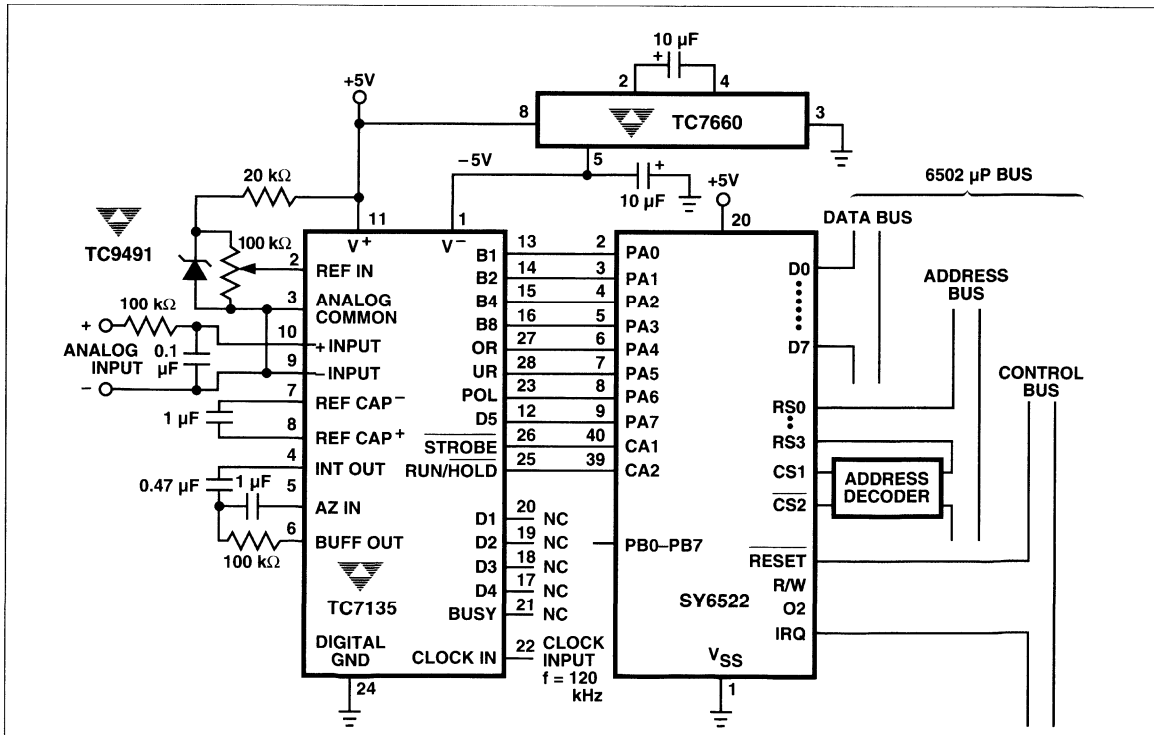 10 µF
+
2
4
+5V
8
TC7660
3
5
-5V
+
10 µF
+5V
20
6502 µP BUS
DATA BUS
ADDRESS
BUS
CONTROL
BUS
20 kΩ
TC9491
100 kΩ
11
V+
1
V−
2
REF IN
3
ANALOG
COMMON
100 kΩ
+
10
+ INPUT
ANALOG
INPUT
0.1
µF
9
− INPUT
−
7
REF CAP−
1 µF
8
REF CAP+
4
INT OUT
0.47 µF
1 µF
5
AZ IN
6
BUFF OUT
100 kΩ
TC7135
DIGITAL
GND
24
B1 13 2 PA0
B2 14 3 PA1
B4 15 4 PA2
B8 16 5 PA3
OR 27 6 PA4
UR 28 7 PA5
POL 23 8 PA6
D5 12 9 PA7
STROBE 26 40 CA1
RUN/HOLD 25 39 CA2
D1 20 NC
D2 19 NC
D3 18 NC
D4 17 NC
BUSY 21 NC
CLOCK IN 22 CLOCK
INPUT
f = 120
kHz
PB0–PB7
SY6522
D0
D7
RS0
RS3
CS1
CS2
ADDRESS
DECODER
RESET
R/W
O2
IRQ
VSS
1